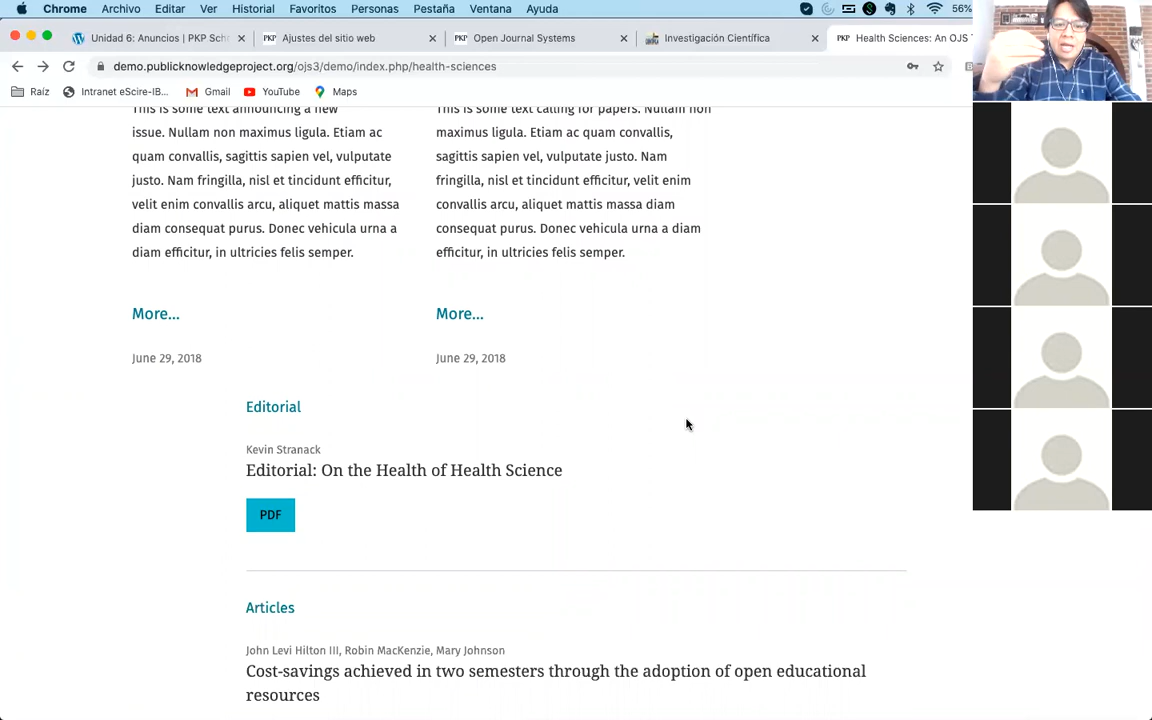 Chrome Archivo Editar Ver Historial Favoritos Personas Pestaña Ventana Ayuda 56%
Unidad 6: Anuncios | PKP Sch
Ajustes del sitio web
Open Journal Systems
Investigación Científica
Health Sciences: An OJS
demo.publicknowledgeproject.org/ojs3/demo/index.php/health-sciences
Raíz Intranet eScire-IB... Gmail YouTube Maps
This is some text announcing a new
issue. Nullam non maximus ligula. Etiam ac
quam convallis, sagittis sapien vel, vulputate
justo. Nam fringilla, nisl et tincidunt efficitur,
velit enim convallis arcu, aliquet mattis massa
diam consequat purus. Donec vehicula urna a
diam efficitur, in ultricies felis semper.
More...
June 29, 2018
This is some text calling for papers. Nullam non
maximus ligula. Etiam ac quam convallis,
sagittis sapien vel, vulputate justo. Nam
fringilla, nisl et tincidunt efficitur, velit enim
convallis arcu, aliquet mattis massa diam
consequat purus. Donec vehicula urna a diam
efficitur, in ultricies felis semper.
More...
June 29, 2018
Editorial
Kevin Stranack
Editorial: On the Health of Health Science
PDF
Articles
John Levi Hilton III, Robin MacKenzie, Mary Johnson
Cost-savings achieved in two semesters through the adoption of open educational
resources